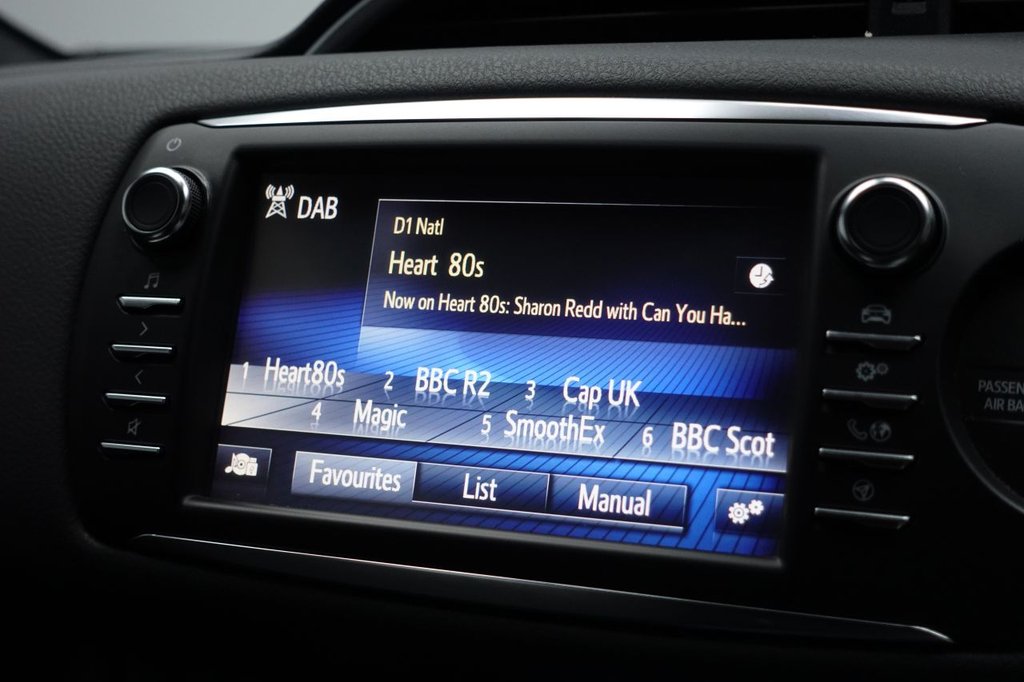 DAB
D1 Natl
Heart 80s
Now on Heart 80s: Sharon Redd with Can You Ha...
1 Heart80s 2 BBC R2 3 Cap UK
4 Magic 5 SmoothEx 6 BBC Scot
Favourites List Manual
PASSEN
AIR BA